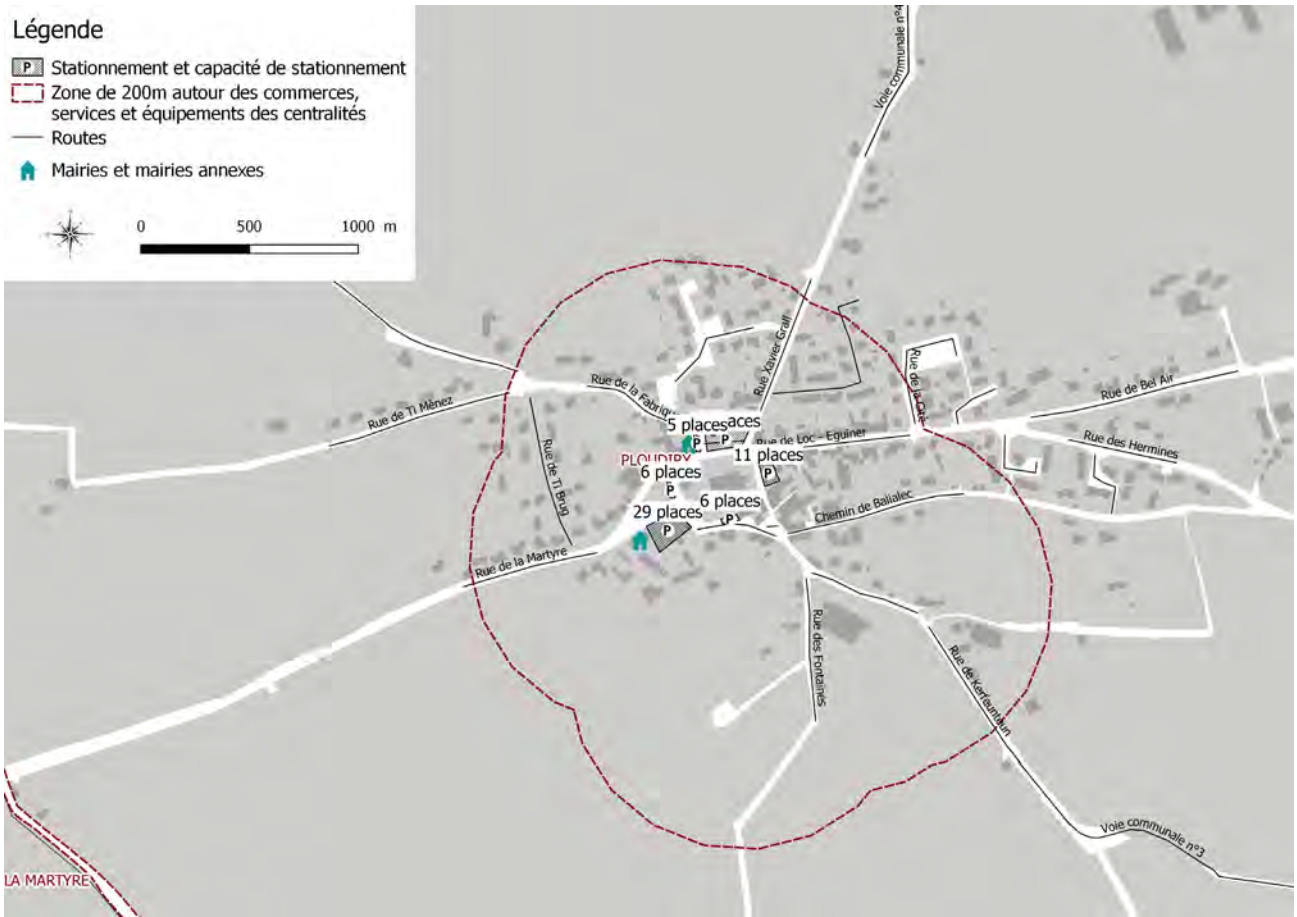 Légende
P Stationnement et capacité de stationnement
Zone de 200m autour des commerces,
services et équipements des centralités
Routes
Mairies et mairies annexes
0 500 1000 m
Voie communale n°4
Rue Xavier Grall
Rue de la Fabrique
Rue de Ti Ménez
Rue de Ti Brug
Rue de la Cité
Rue de Bel Air
Rue des Hermines
Rue de Loc - Eguiner
5 places
P
P
PLOUDIRY
11 places
P
6 places
P
6 places
P
29 places
P
Chemin de Balialec
Rue de la Martyre
Rue des Fontaines
Rue de Kerfeunteun
Voie communale n°3
LA MARTYRE